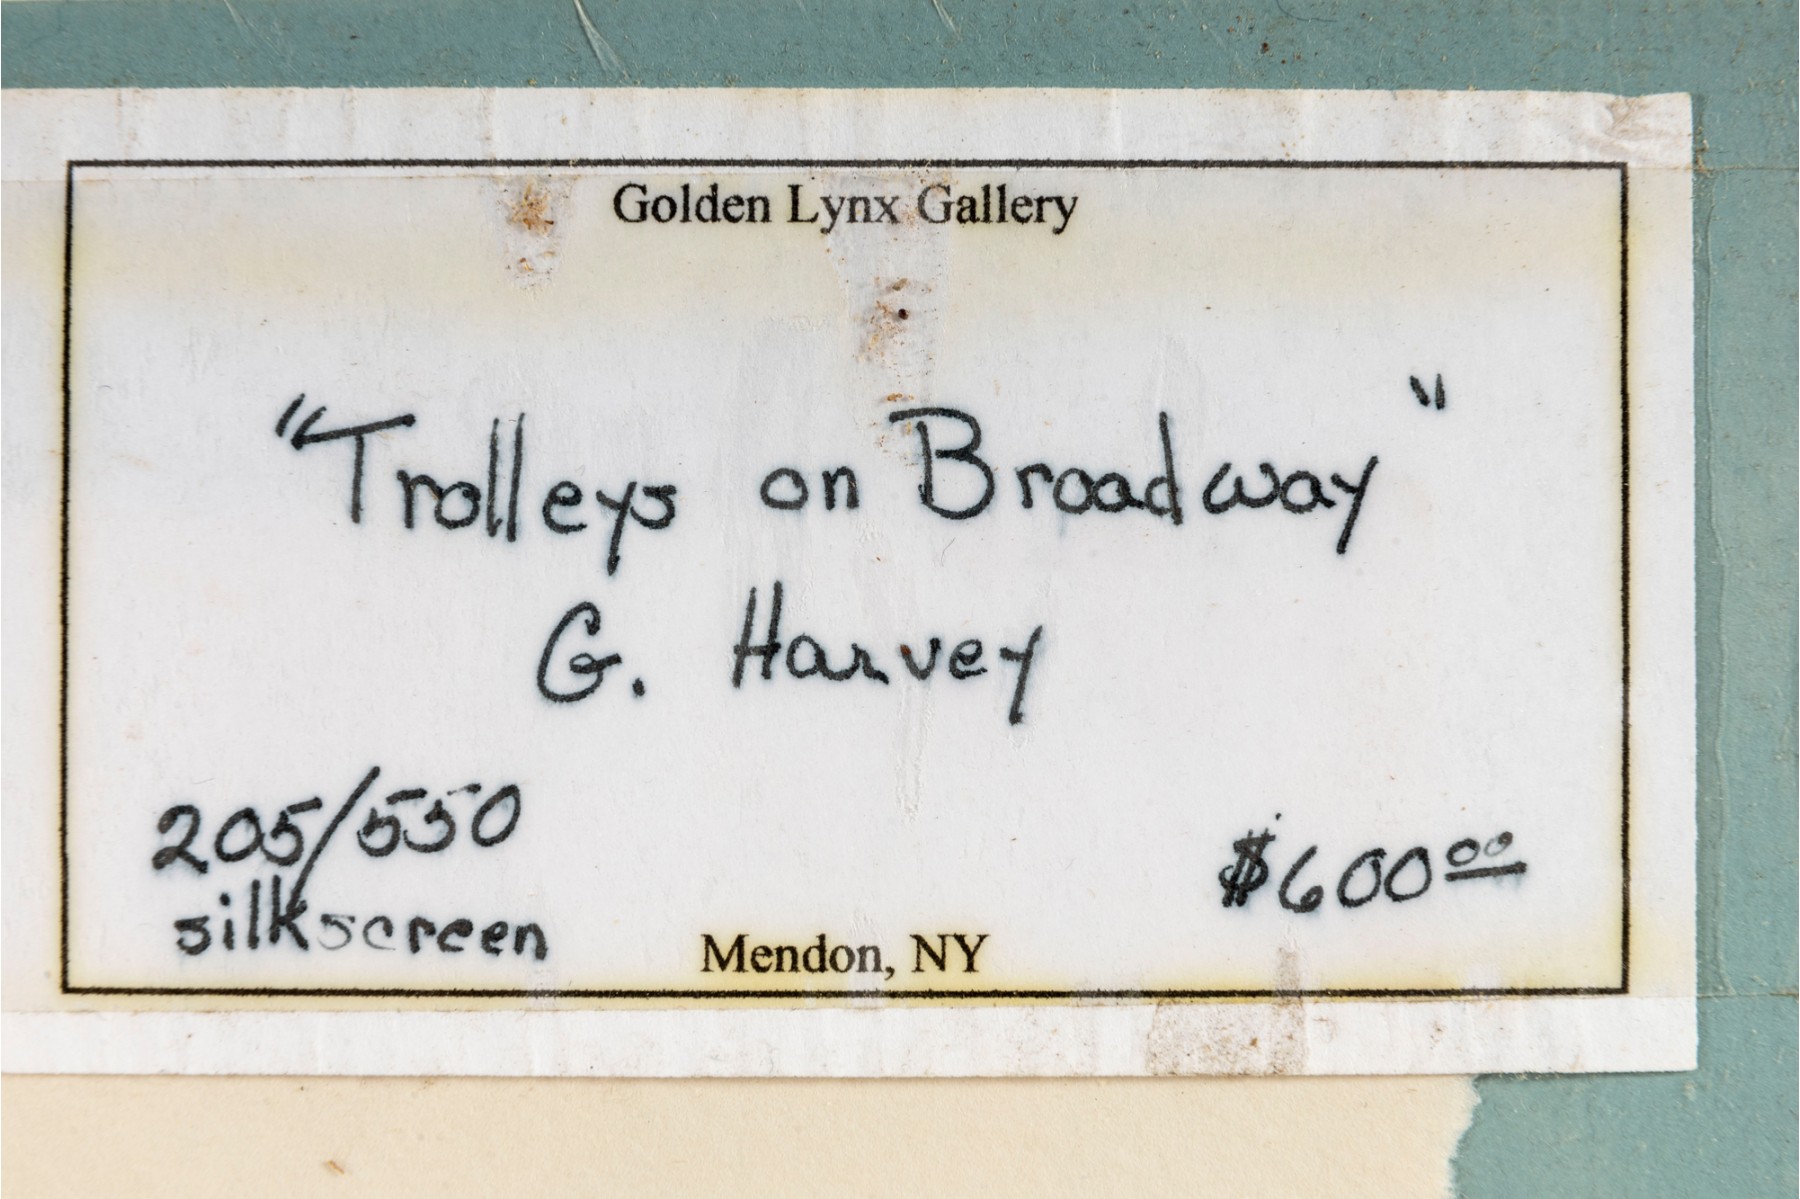 Golden Lynx Gallery
"Trolleys on Broadway"
G. Harvey
205/550
silkscreen
$600.00
Mendon, NY